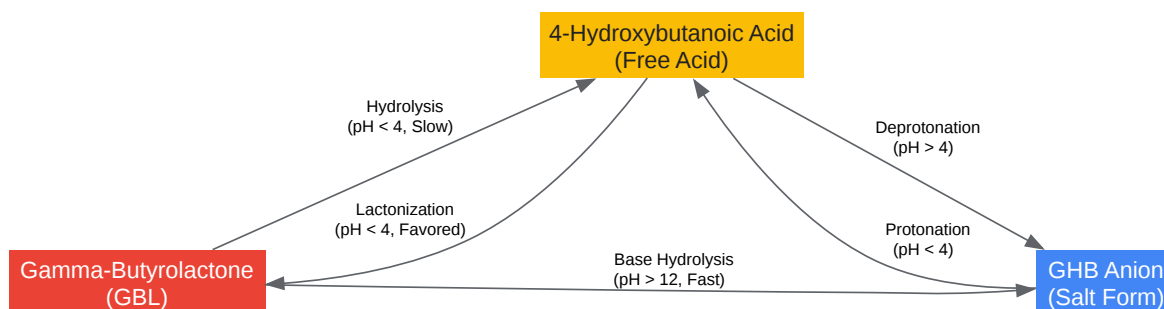 4-Hydroxybutanoic Acid
(Free Acid)
Hydrolysis
(pH < 4, Slow)
Deprotonation
(pH > 4)
Lactonization
(pH < 4, Favored)
Protonation
(pH < 4)
Base Hydrolysis
(pH > 12, Fast)
Gamma-Butyrolactone
(GBL)
GHB Anion
(Salt Form)